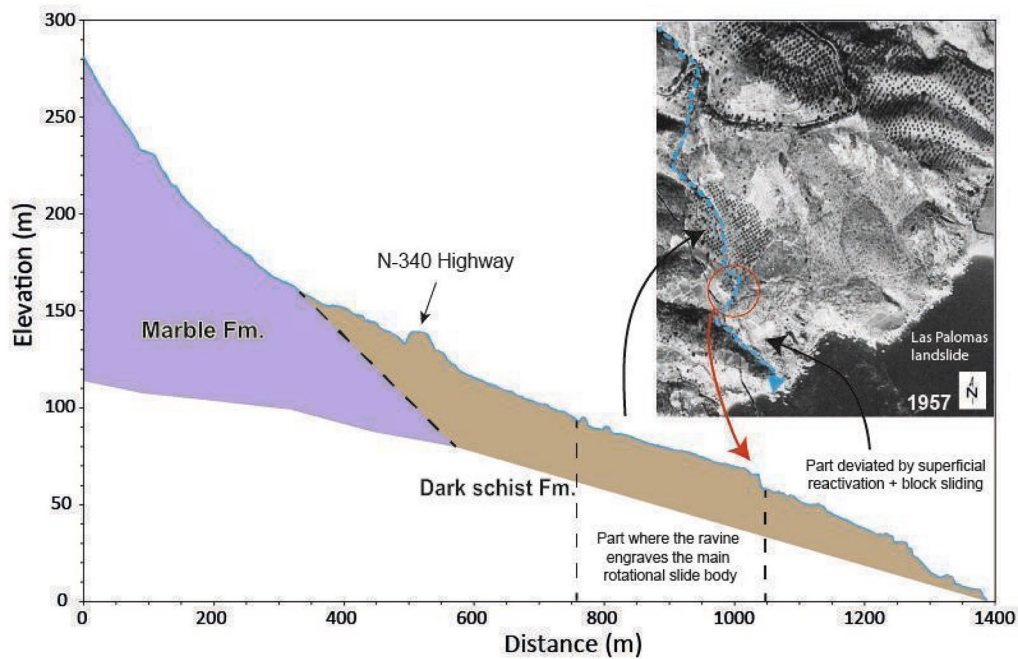 300
250
200
150
100
50
0
Elevation (m)
N-340 Highway
Marble Fm.
Dark schist Fm.
Part where the ravine
engraves the main
rotational slide body
Las Palomas
landslide
1957
N
Part deviated by superficial
reactivation + block sliding
0
200
400
600
800
1000
1200
1400
Distance (m)